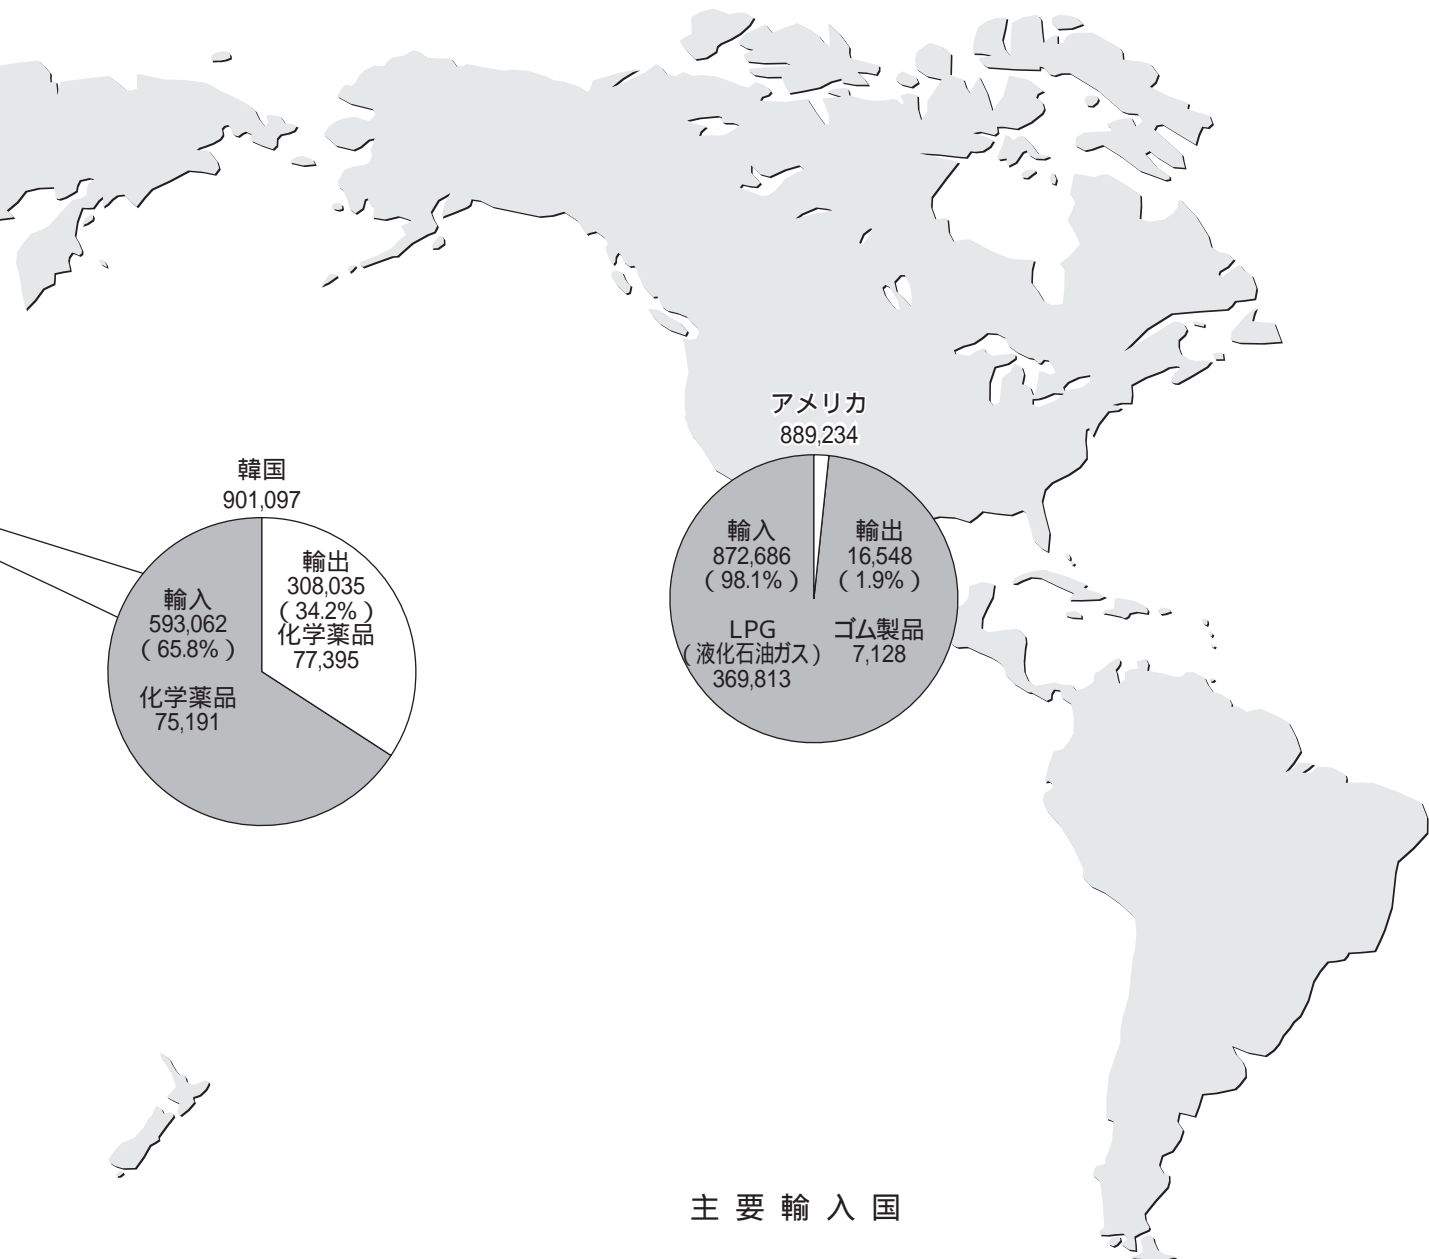 アメリカ
889,234
輸入
872,686
（98.1%）
LPG
（液化石油ガス）
369,813
輸出
16,548
（1.9%）
ゴム製品
7,128
韓国
901,097
輸入
593,062
（65.8%）
化学薬品
75,191
輸出
308,035
（34.2%）
化学薬品
77,395
主要輸入国